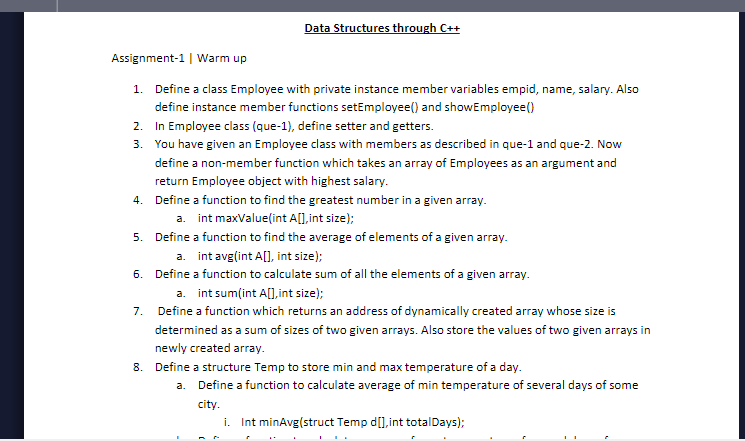 Data Structures through C++
Assignment-1 | Warm up
1. Define a class Employee with private instance member variables empid, name, salary. Also
define instance member functions setEmployee() and showEmployee()
2. In Employee class (que-1), define setter and getters.
3. You have given an Employee class with members as described in que-1 and que-2. Now
define a non-member function which takes an array of Employees as an argument and
return Employee object with highest salary.
4. Define a function to find the greatest number in a given array.
a. int maxValue(int A[],int size);
5. Define a function to find the average of elements of a given array.
a. int avg(int A[], int size);
6. Define a function to calculate sum of all the elements of a given array.
a. int sum(int A[],int size);
7. Define a function which returns an address of dynamically created array whose size is
determined as a sum of sizes of two given arrays. Also store the values of two given arrays in
newly created array.
8. Define a structure Temp to store min and max temperature of a day.
a. Define a function to calculate average of min temperature of several days of some
city.
i. int minAvg(struct Temp d[],int totalDays);